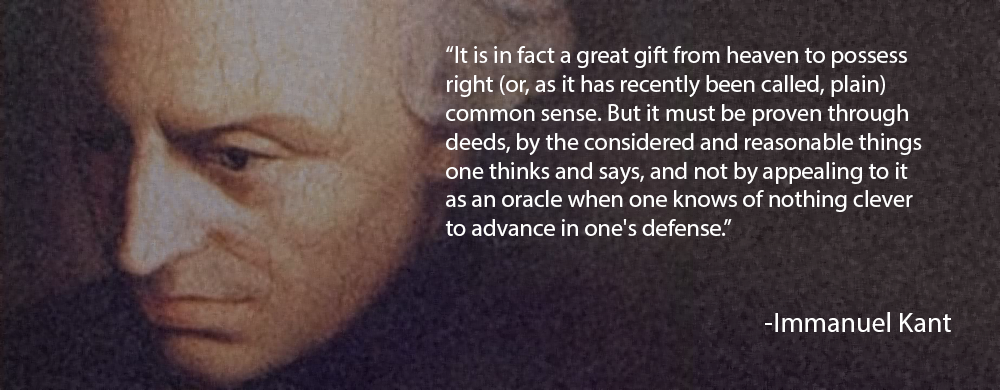 “It is in fact a great gift from heaven to possess
right (or, as it has recently been called, plain)
common sense. But it must be proven through
deeds, by the considered and reasonable things
one thinks and says, and not by appealing to it
as an oracle when one knows of nothing clever
to advance in one's defense.”
-Immanuel Kant